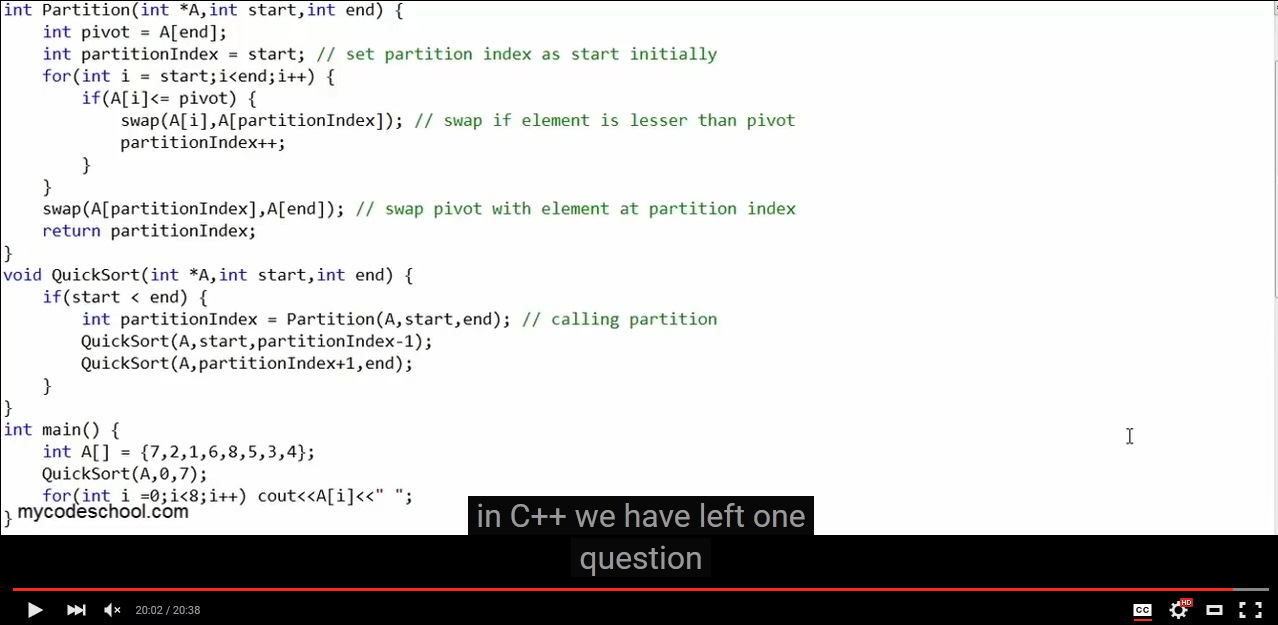 int Partition(int *A,int start,int end) {
    int pivot = A[end];
    int partitionIndex = start; // set partition index as start initially
    for(int i = start;i<end;i++) {
        if(A[i]<= pivot) {
            swap(A[i],A[partitionIndex]); // swap if element is lesser than pivot
            partitionIndex++;
        }
    }
    swap(A[partitionIndex],A[end]); // swap pivot with element at partition index
    return partitionIndex;
}
void QuickSort(int *A,int start,int end) {
    if(start < end) {
        int partitionIndex = Partition(A,start,end); // calling partition
        QuickSort(A,start,partitionIndex-1);
        QuickSort(A,partitionIndex+1,end);
    }
}
int main() {
    int A[] = {7,2,1,6,8,5,3,4};
    QuickSort(A,0,7);
    for(int i =0;i<8;i++) cout<<A[i]<<" ";
}
mycodeschool.com
in C++ we have left one
question
20:02 / 20:38
CC
HD